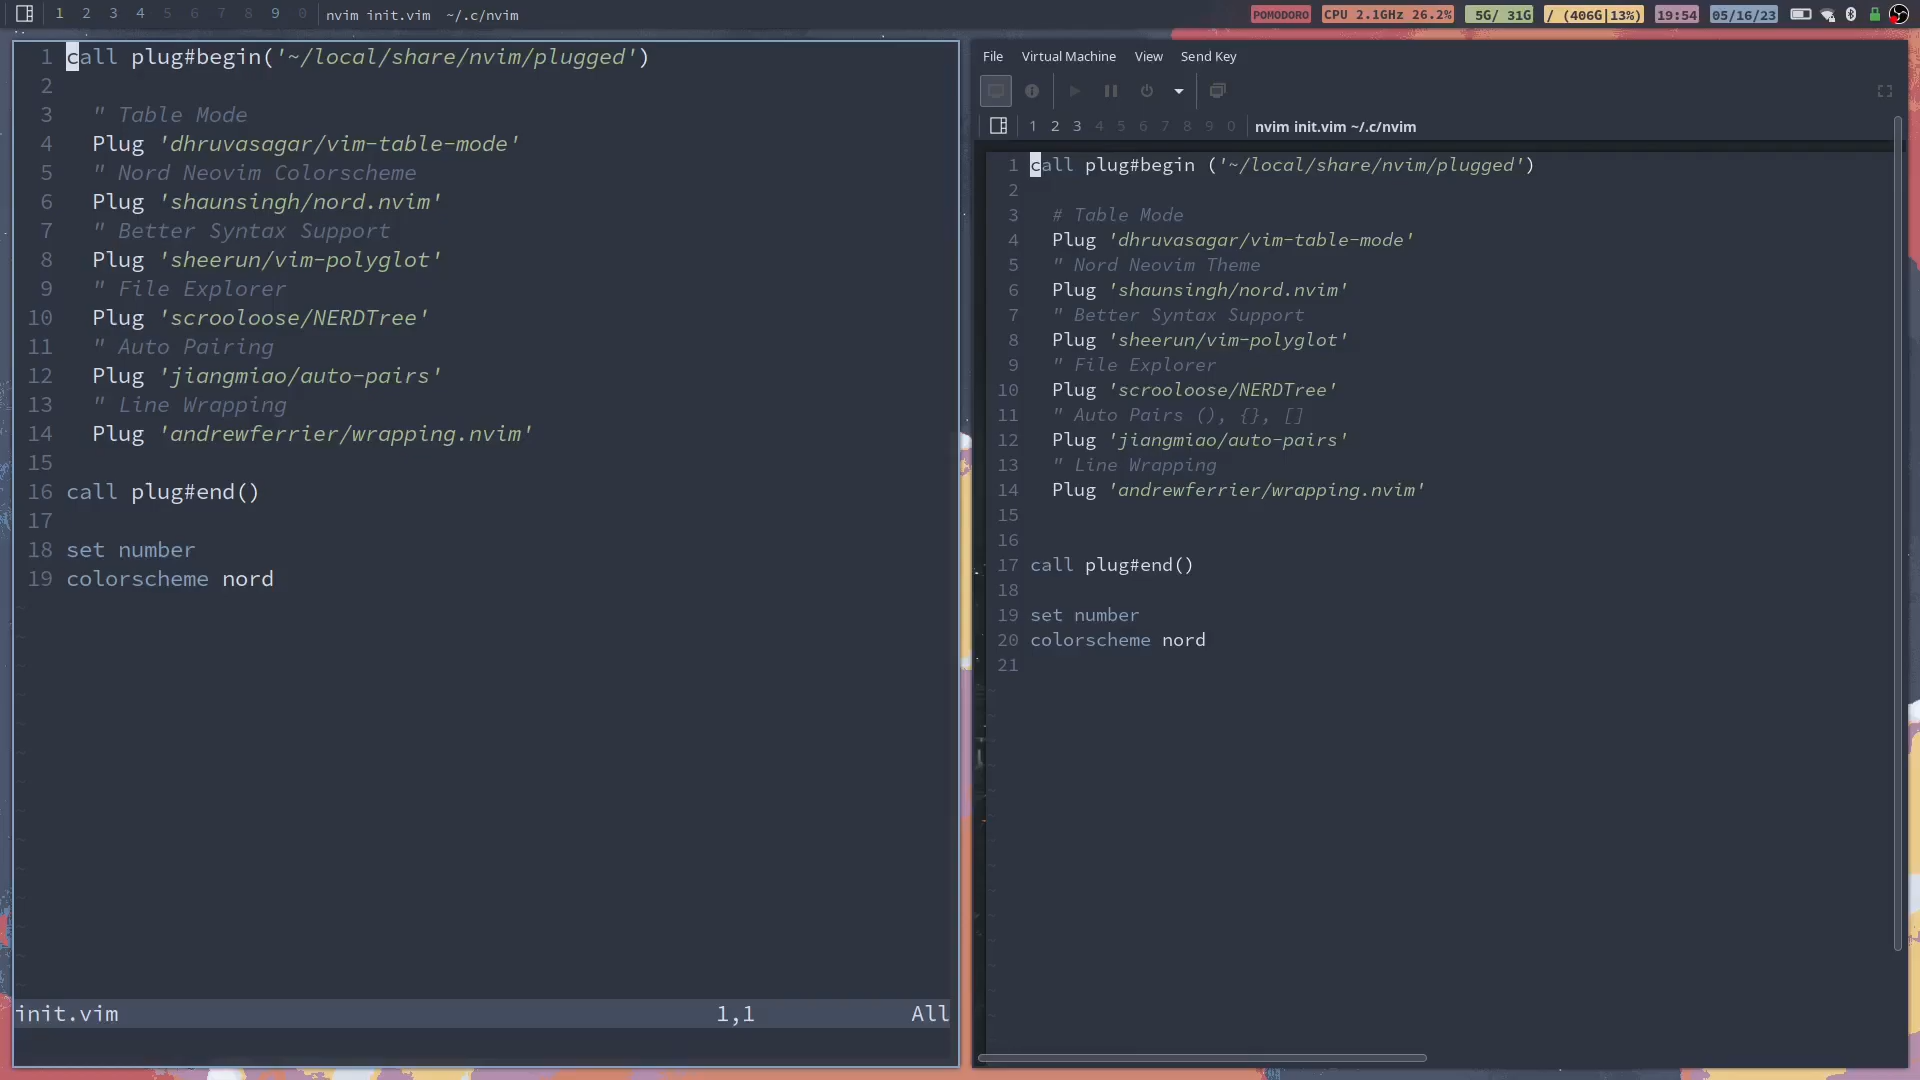 1 2 3 4 5 6 7 8 9 0 nvim init.vim ~/.c/nvim POMODORO CPU 2.1GHz 26.2% 5G/ 31G / (406G|13%) 19:54 05/16/23
1 call plug#begin('~/local/share/nvim/plugged')
2
3 " Table Mode
4 Plug 'dhruvasagar/vim-table-mode'
5 " Nord Neovim Colorscheme
6 Plug 'shaunsingh/nord.nvim'
7 " Better Syntax Support
8 Plug 'sheerun/vim-polyglot'
9 " File Explorer
10 Plug 'scrooloose/NERDTree'
11 " Auto Pairing
12 Plug 'jiangmiao/auto-pairs'
13 " Line Wrapping
14 Plug 'andrewferrier/wrapping.nvim'
15
16 call plug#end()
17
18 set number
19 colorscheme nord
init.vim 1,1 All
File Virtual Machine View Send Key
1 2 3 4 5 6 7 8 9 0 nvim init.vim ~/.c/nvim
1 call plug#begin ('~/local/share/nvim/plugged')
2
3 # Table Mode
4 Plug 'dhruvasagar/vim-table-mode'
5 " Nord Neovim Theme
6 Plug 'shaunsingh/nord.nvim'
7 " Better Syntax Support
8 Plug 'sheerun/vim-polyglot'
9 " File Explorer
10 Plug 'scrooloose/NERDTree'
11 " Auto Pairs (), {}, []
12 Plug 'jiangmiao/auto-pairs'
13 " Line Wrapping
14 Plug 'andrewferrier/wrapping.nvim'
15
16
17 call plug#end()
18
19 set number
20 colorscheme nord
21